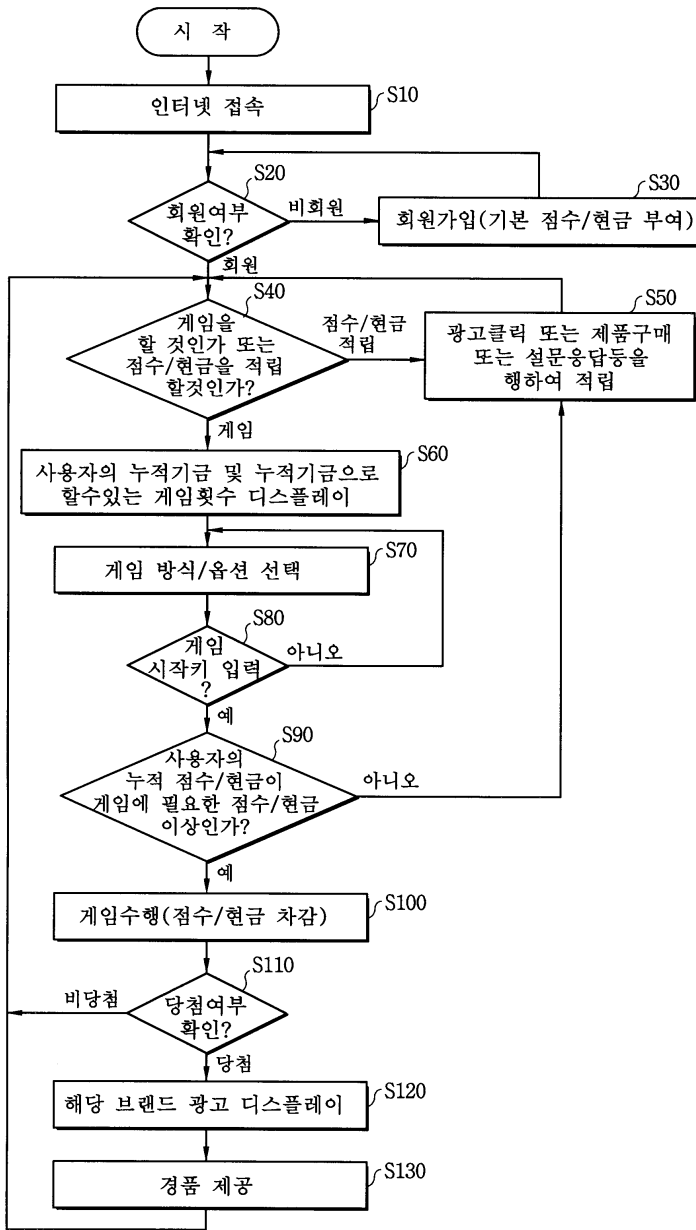 시 작
인터넷 접속
S10
S20
회원여부
확인?
비회원
S30
회원가입(기본 점수/현금 부여)
회원
S40
게임을
할 것인가 또는
점수/현금을 적립
할것인가?
점수/현금
적립
S50
광고클릭 또는 제품구매
또는 설문응답등을
행하여 적립
게임
S60
사용자의 누적기금 및 누적기금으로
할수있는 게임횟수 디스플레이
S70
게임 방식/옵션 선택
S80
게임
시작키 입력
?
아니오
예
S90
사용자의
누적 점수/현금이
게임에 필요한 점수/현금
이상인가?
아니오
예
S100
게임수행(점수/현금 차감)
S110
당첨여부
확인?
비당첨
당첨
S120
해당 브랜드 광고 디스플레이
S130
경품 제공